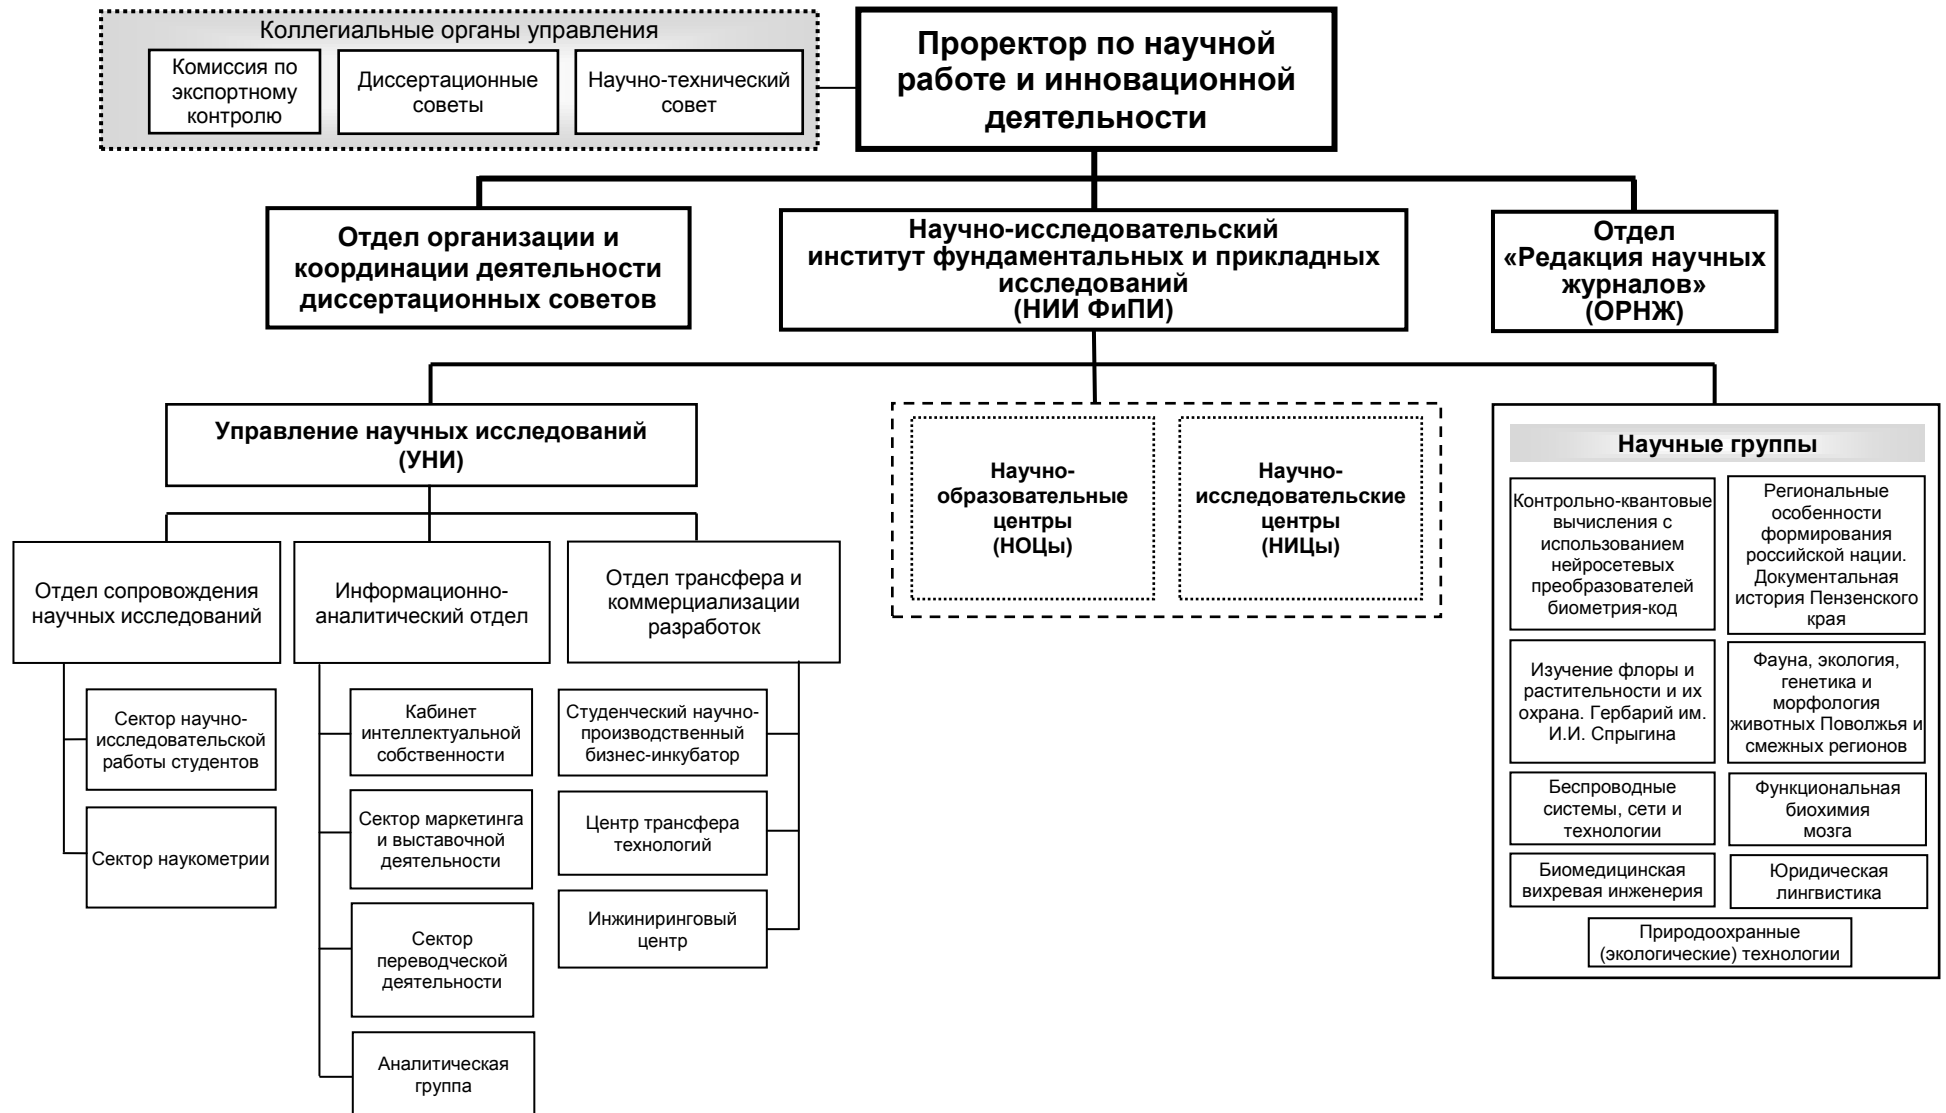 Коллегиальные органы управления
Комиссия по
экспортному
контролю
Диссертационные
советы
Научно-технический
совет
Проректор по научной
работе и инновационной
деятельности
Отдел организации и
координации деятельности
диссертационных советов
Научно-исследовательский
институт фундаментальных и прикладных
исследований
(НИИ ФиПИ)
Отдел
«Редакция научных
журналов»
(ОРНЖ)
Управление научных исследований
(УНИ)
Отдел сопровождения
научных исследований
Сектор научно-
исследовательской
работы студентов
Сектор наукометрии
Информационно-
аналитический отдел
Кабинет
интеллектуальной
собственности
Сектор маркетинга
и выставочной
деятельности
Сектор
переводческой
деятельности
Аналитическая
группа
Отдел трансфера и
коммерциализации
разработок
Студенческий научно-
производственный
бизнес-инкубатор
Центр трансфера
технологий
Инжиниринговый
центр
Научно-
образовательные
центры
(НОЦы)
Научно-
исследовательские
центры
(НИЦы)
Научные группы
Контрольно-квантовые
вычисления с
использованием
нейросетевых
преобразователей
биометрия-код
Региональные
особенности
формирования
российской нации.
Документальная
история Пензенского
края
Изучение флоры и
растительности и их
охрана. Гербарий им.
И.И. Спрыгина
Фауна, экология,
генетика и
морфология
животных Поволжья и
смежных регионов
Беспроводные
системы, сети и
технологии
Функциональная
биохимия
мозга
Биомедицинская
вихревая инженерия
Юридическая
лингвистика
Природоохранные
(экологические) технологии